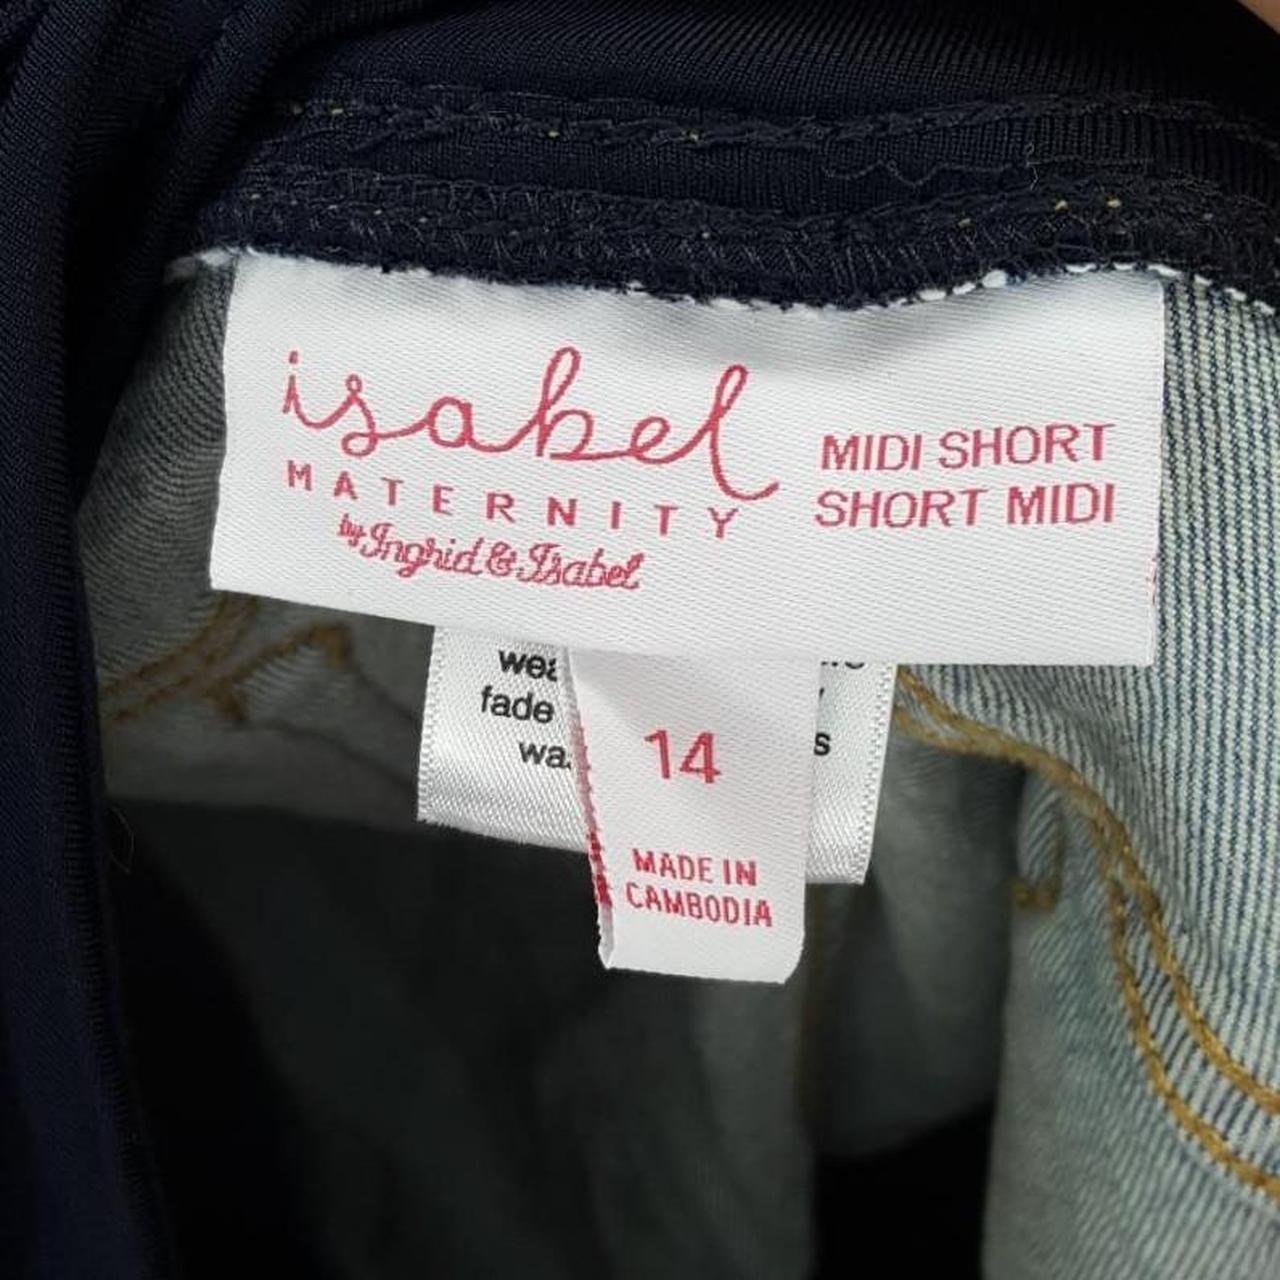 isabel
MATERNITY
by Ingrid & Isabel
MIDI SHORT
SHORT MIDI
fade
14
MADE IN
CAMBODIA